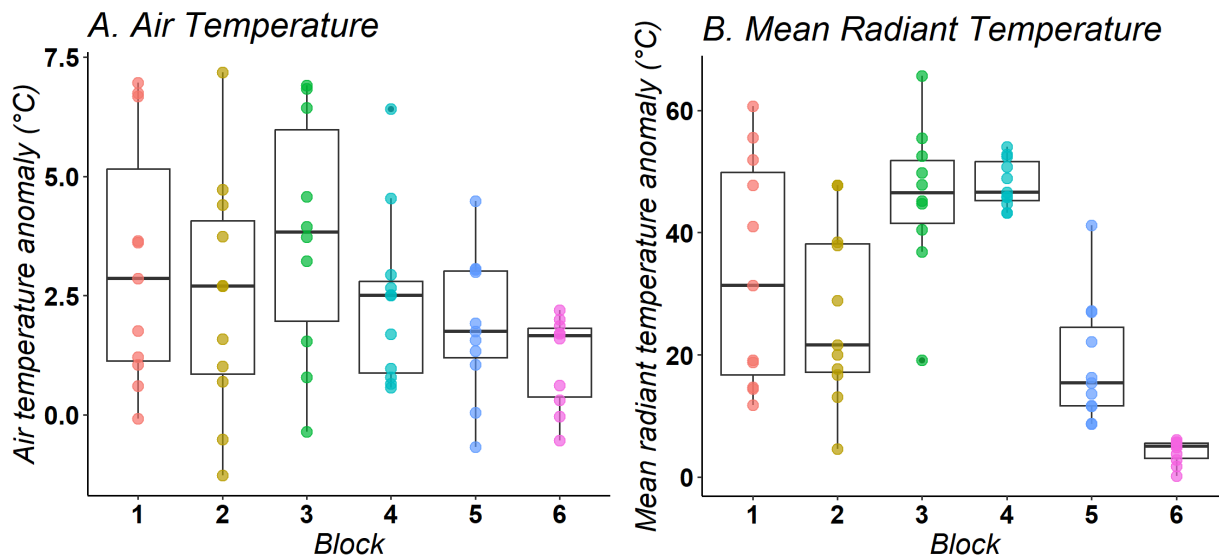 A. Air Temperature
Air temperature anomaly (°C)
7.5
5.0
2.5
0.0
1 2 3 4 5 6
Block
B. Mean Radiant Temperature
Mean radiant temperature anomaly (°C)
60
40
20
0
1 2 3 4 5 6
Block